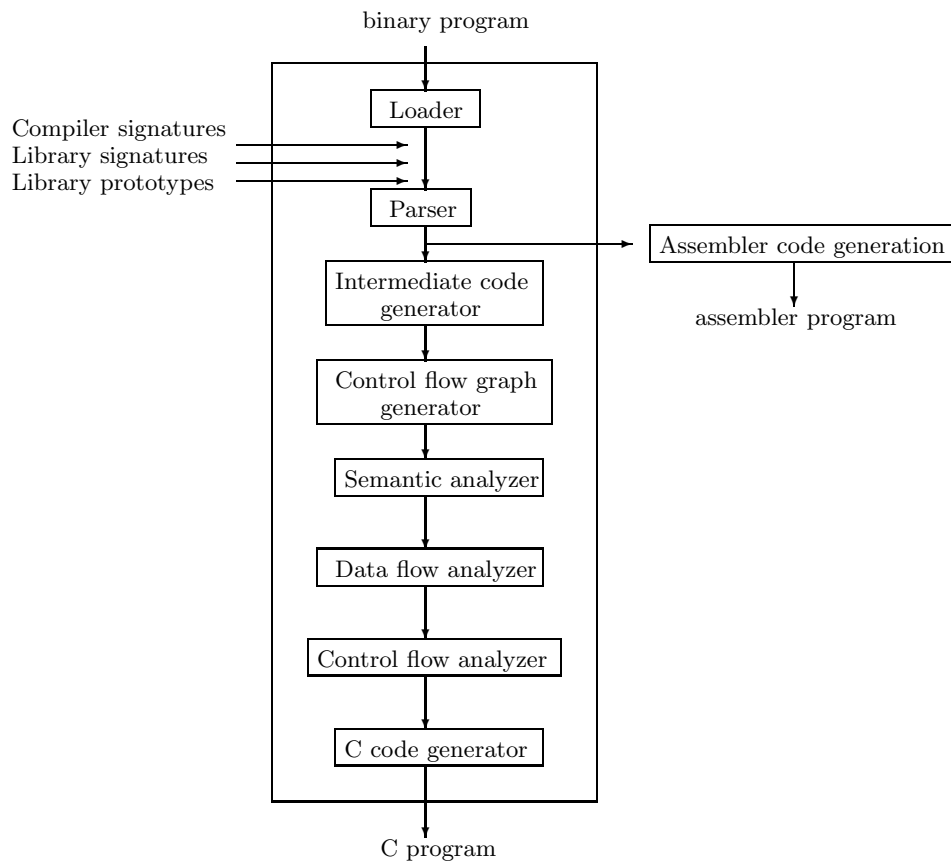 binary program
Loader
Compiler signatures
Library signatures
Library prototypes
Parser
Assembler code generation
Intermediate code
generator
assembler program
Control flow graph
generator
Semantic analyzer
Data flow analyzer
Control flow analyzer
C code generator
C program